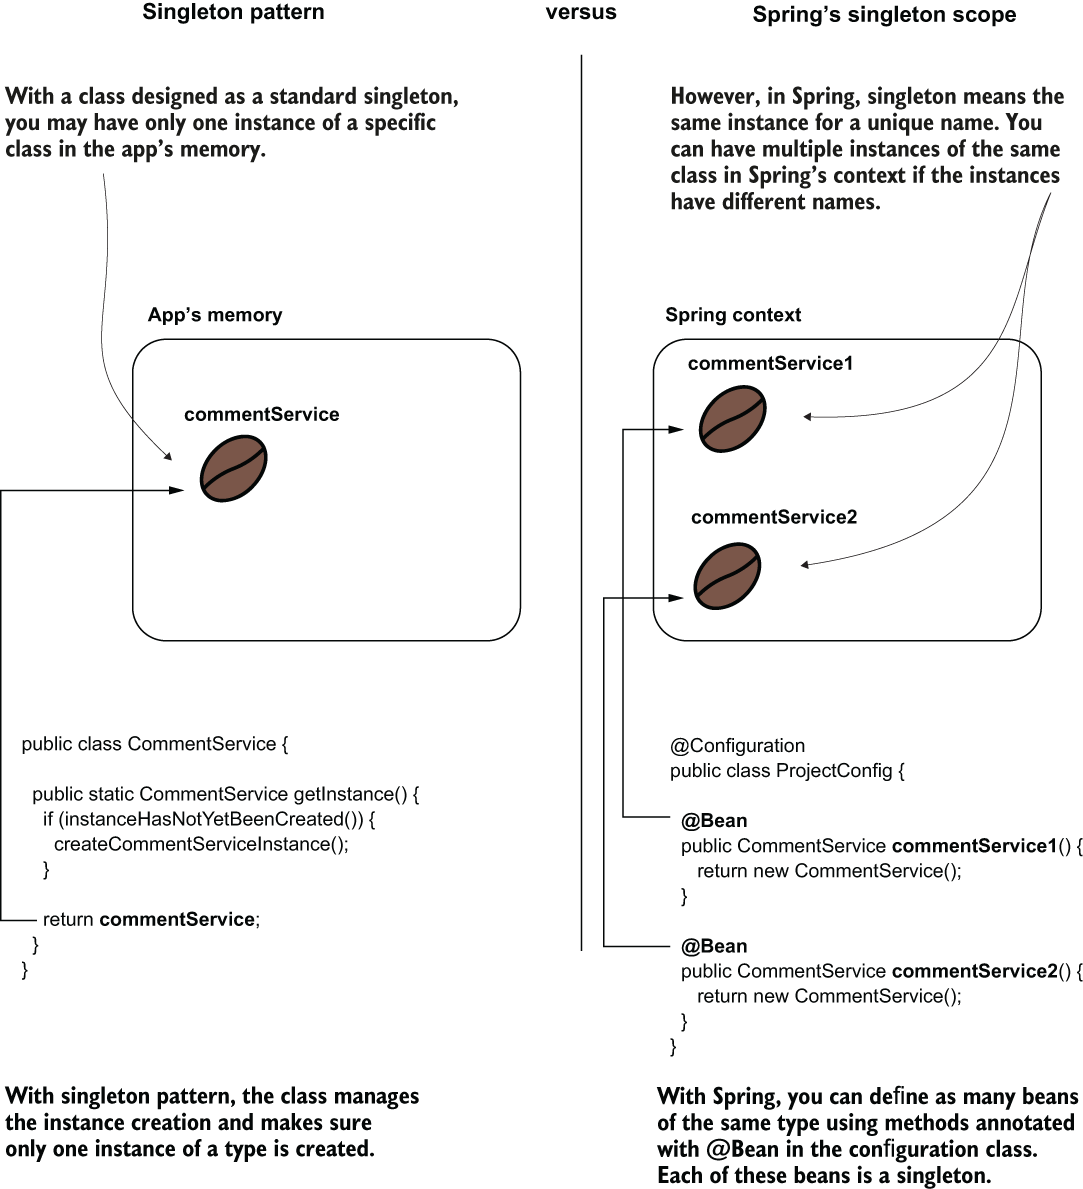 Singleton pattern
versus
Spring’s singleton scope
With a class designed as a standard singleton,
you may have only one instance of a specific
class in the app’s memory.
However, in Spring, singleton means the
same instance for a unique name. You
can have multiple instances of the same
class in Spring’s context if the instances
have different names.
App’s memory
commentService
Spring context
commentService1
commentService2
public class CommentService {
public static CommentService getInstance() {
if (instanceHasNotYetBeenCreated()) {
createCommentServiceInstance();
}
return commentService;
}
}
@Configuration
public class ProjectConfig {
@Bean
public CommentService commentService1() {
return new CommentService();
}
@Bean
public CommentService commentService2() {
return new CommentService();
}
}
With singleton pattern, the class manages
the instance creation and makes sure
only one instance of a type is created.
With Spring, you can define as many beans
of the same type using methods annotated
with @Bean in the configuration class.
Each of these beans is a singleton.